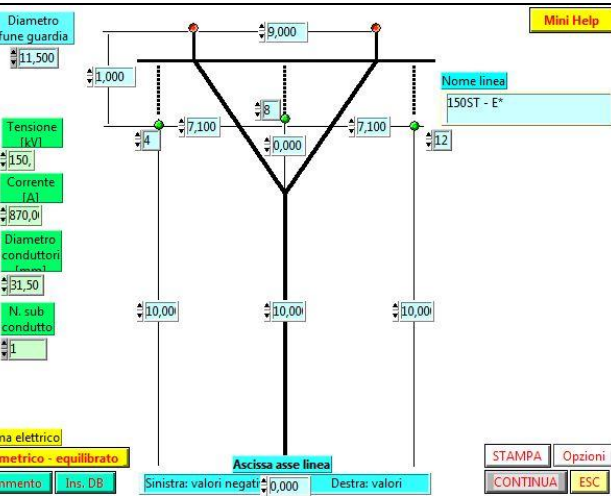 Diametro
fune guardia
11,500
9,000
Mini Help
1,000
Nome linea
150ST - E*
8
Tensione
[kV]
150,
4
7,100
7,100
12
0,000
Corrente
[A]
870,0
Diametro
conduttori
[mm]
31,50
N. sub
condutto
1
10,00
10,00
10,00
na elettrico
metrico - equilibrato
Ascissa asse linea
STAMPA
Opzioni
mmento
Ins. DB
Sinistra: valori negati
0,000
Destra: valori
CONTINUA
ESC